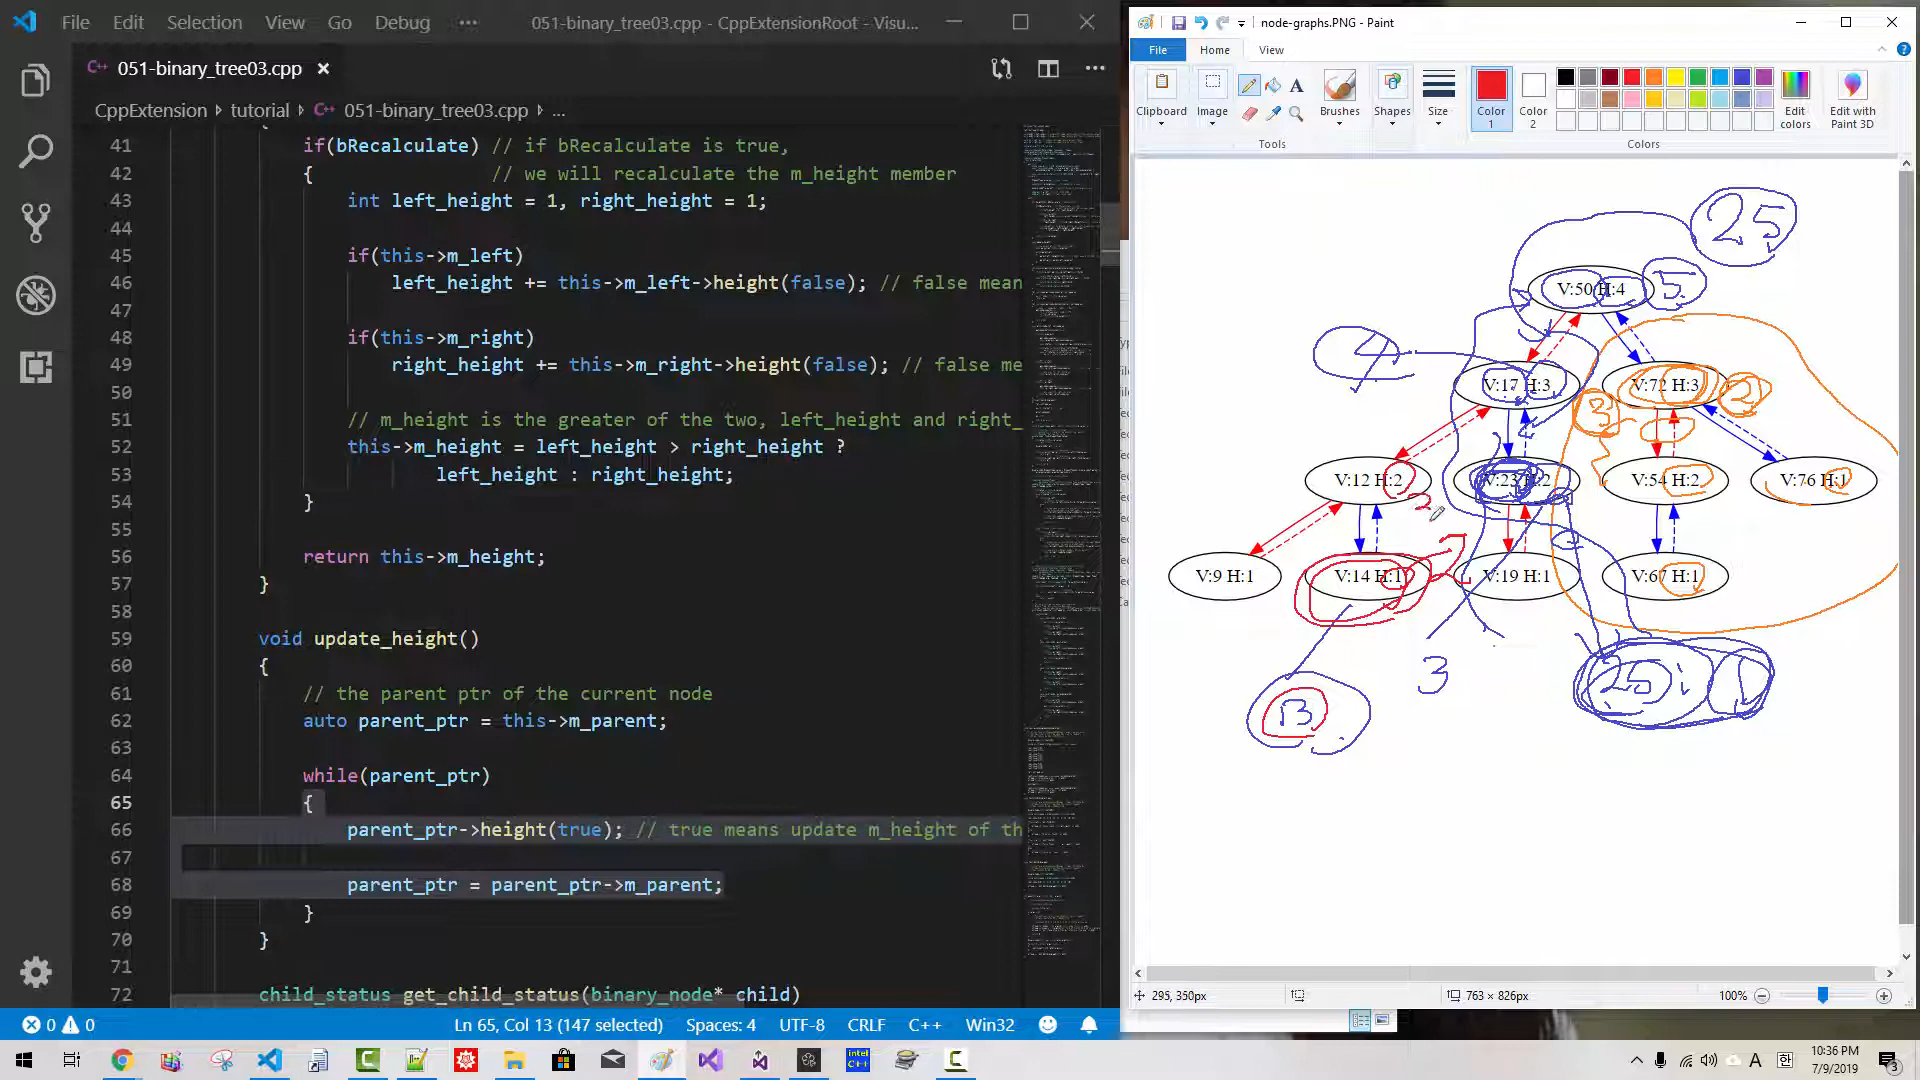 File Edit Selection View Go Debug ··· 051-binary_tree03.cpp - CppExtensionRoot - Visu...
051-binary_tree03.cpp
CppExtension › tutorial › 051-binary_tree03.cpp › ...
41 if(bRecalculate) // if bRecalculate is true,
42 { // we will recalculate the m_height member
43 int left_height = 1, right_height = 1;
44
45 if(this->m_left)
46 left_height += this->m_left->height(false); // false mean
47
48 if(this->m_right)
49 right_height += this->m_right->height(false); // false me
50
51 // m_height is the greater of the two, left_height and right_
52 this->m_height = left_height > right_height ?
53 left_height : right_height;
54 }
55
56 return this->m_height;
57 }
58
59 void update_height()
60 {
61 // the parent ptr of the current node
62 auto parent_ptr = this->m_parent;
63
64 while(parent_ptr)
65 {
66 parent_ptr->height(true); // true means update m_height of th
67
68 parent_ptr = parent_ptr->m_parent;
69 }
70 }
71
72 child_status get_child_status(binary_node* child)
0 0 Ln 65, Col 13 (147 selected) Spaces: 4 UTF-8 CRLF C++ Win32
node-graphs.PNG - Paint
File Home View
Clipboard Image Brushes Shapes Size Color 1 Color 2 Edit colors Edit with Paint 3D
Tools Colors
25
V:50 H:4 5
4
V:17 H:3 V:72 H:3 2
3
V:12 H:2 V:23 H:2 V:54 H:2 V:76 H:1
2
V:9 H:1 V:14 H:1 V:19 H:1 V:67 H:1
3 25 1
13
295, 350px 763 × 826px 100%
intel C++
A 한 10:36 PM
7/9/2019
3